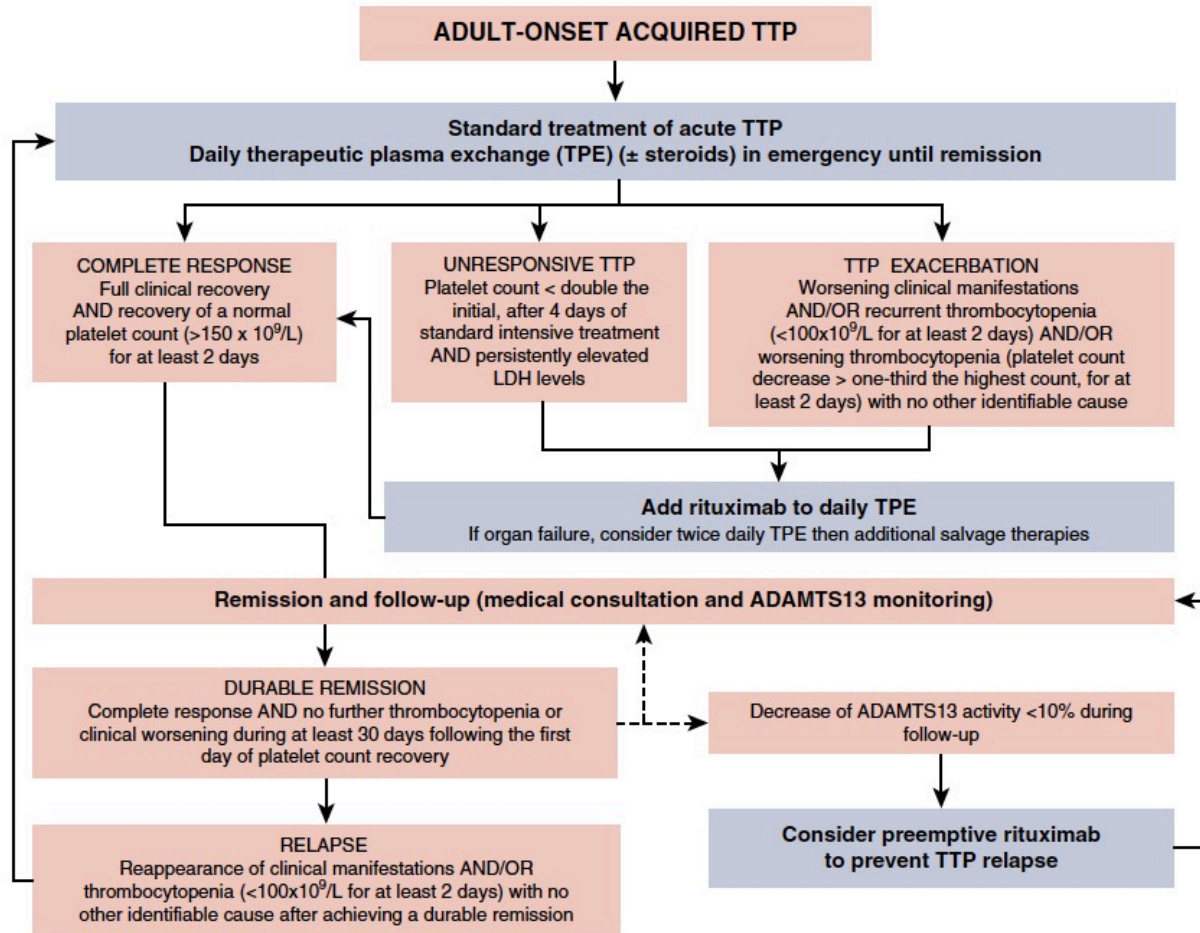 ADULT-ONSET ACQUIRED TTP
Standard treatment of acute TTP
Daily therapeutic plasma exchange (TPE) (± steroids) in emergency until remission
COMPLETE RESPONSE
Full clinical recovery
AND recovery of a normal
platelet count (>150 x 10⁹/L)
for at least 2 days
UNRESPONSIVE TTP
Platelet count < double the
initial, after 4 days of
standard intensive treatment
AND persistently elevated
LDH levels
TTP EXACERBATION
Worsening clinical manifestations
AND/OR recurrent thrombocytopenia
(<100x10⁹/L for at least 2 days) AND/OR
worsening thrombocytopenia (platelet count
decrease > one-third the highest count, for at
least 2 days) with no other identifiable cause
Add rituximab to daily TPE
If organ failure, consider twice daily TPE then additional salvage therapies
Remission and follow-up (medical consultation and ADAMTS13 monitoring)
DURABLE REMISSION
Complete response AND no further thrombocytopenia or
clinical worsening during at least 30 days following the first
day of platelet count recovery
Decrease of ADAMTS13 activity <10% during
follow-up
RELAPSE
Reappearance of clinical manifestations AND/OR
thrombocytopenia (<100x10⁹/L for at least 2 days) with no
other identifiable cause after achieving a durable remission
Consider preemptive rituximab
to prevent TTP relapse